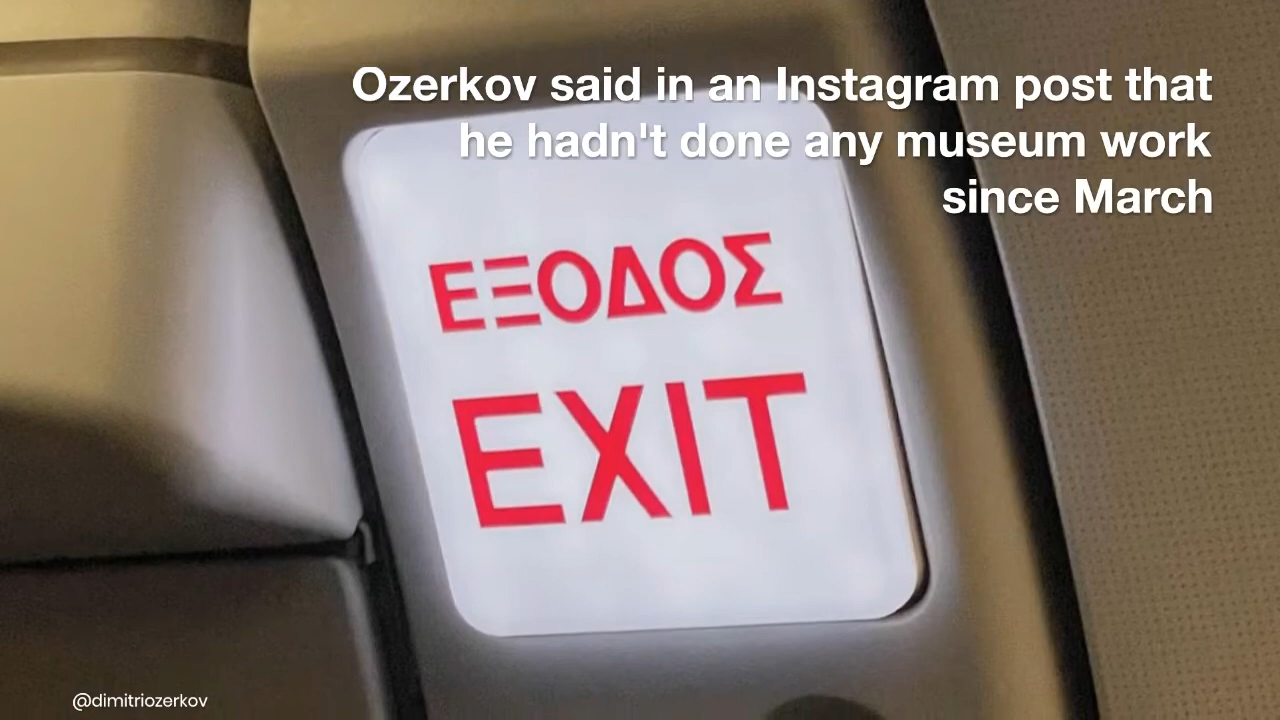 Ozerkov said in an Instagram post that
he hadn't done any museum work
since March
ΕΞΟΔΟΣ
EXIT
@dimitriozerkov